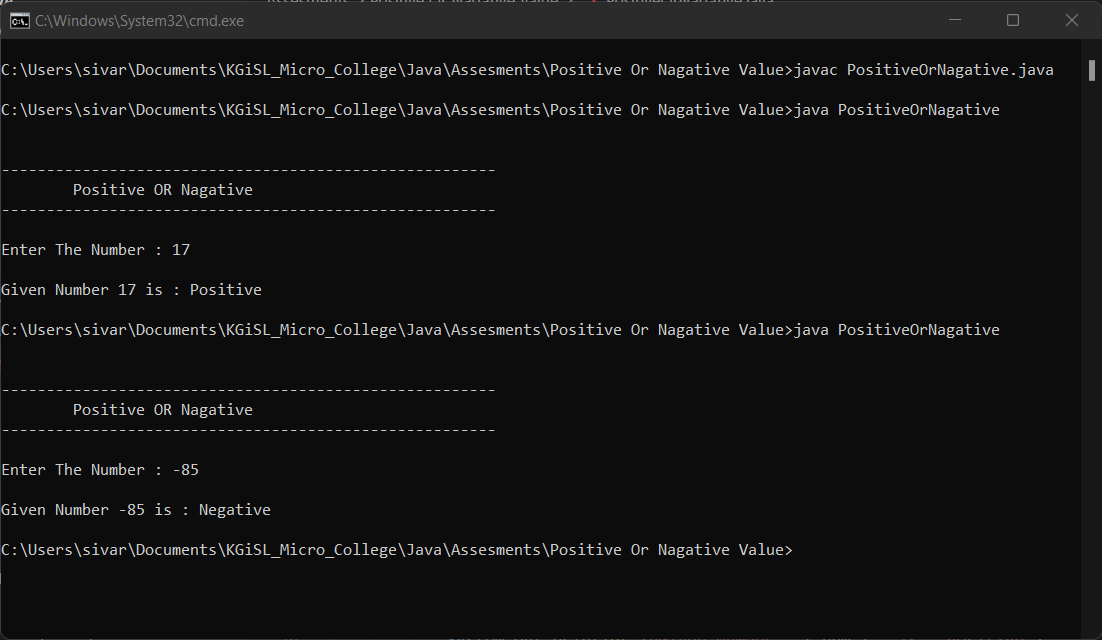 C:\Windows\System32\cmd.exe
C:\Users\sivar\Documents\KGiSL_Micro_College\Java\Assesments\Positive Or Nagative Value>javac PositiveOrNagative.java
C:\Users\sivar\Documents\KGiSL_Micro_College\Java\Assesments\Positive Or Nagative Value>java PositiveOrNagative
-------------------------------------------------------
Positive OR Nagative
-------------------------------------------------------
Enter The Number : 17
Given Number 17 is : Positive
C:\Users\sivar\Documents\KGiSL_Micro_College\Java\Assesments\Positive Or Nagative Value>java PositiveOrNagative
-------------------------------------------------------
Positive OR Nagative
-------------------------------------------------------
Enter The Number : -85
Given Number -85 is : Negative
C:\Users\sivar\Documents\KGiSL_Micro_College\Java\Assesments\Positive Or Nagative Value>